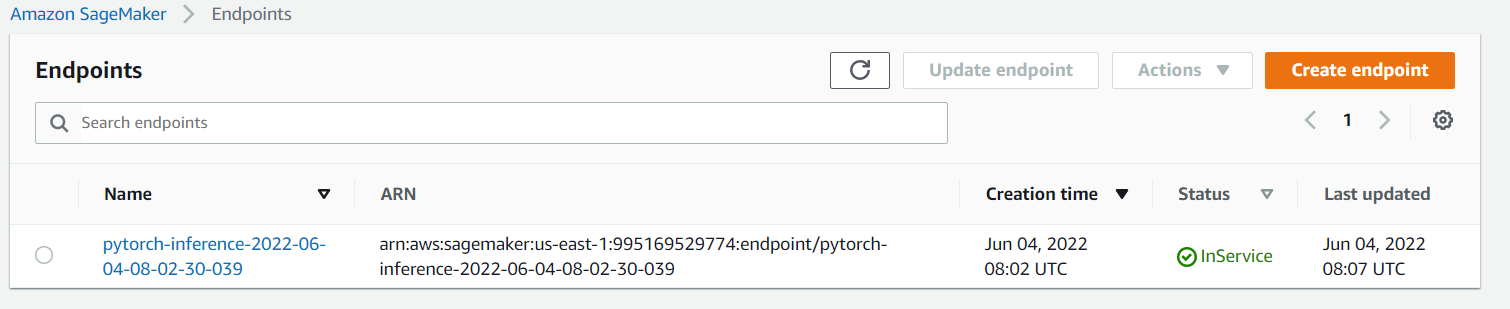 Amazon SageMaker > Endpoints
Endpoints
Update endpoint
Actions
Create endpoint
Search endpoints
1
Name
ARN
Creation time
Status
Last updated
pytorch-inference-2022-06-
04-08-02-30-039
arn:aws:sagemaker:us-east-1:995169529774:endpoint/pytorch-
inference-2022-06-04-08-02-30-039
Jun 04, 2022
08:02 UTC
InService
Jun 04, 2022
08:07 UTC